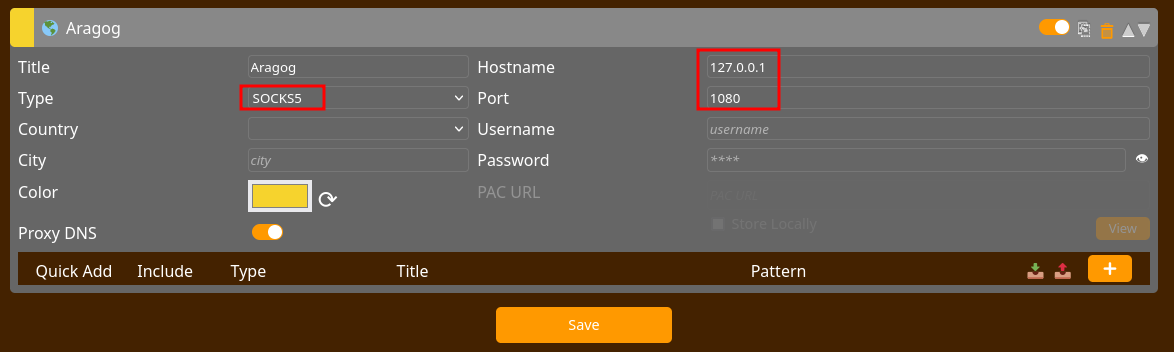 Aragog
Title Aragog Hostname 127.0.0.1
Type SOCKS5 Port 1080
Country Username username
City city Password ****
Color PAC URL PAC URL
Store Locally
Proxy DNS View
Quick Add Include Type Title Pattern
Save